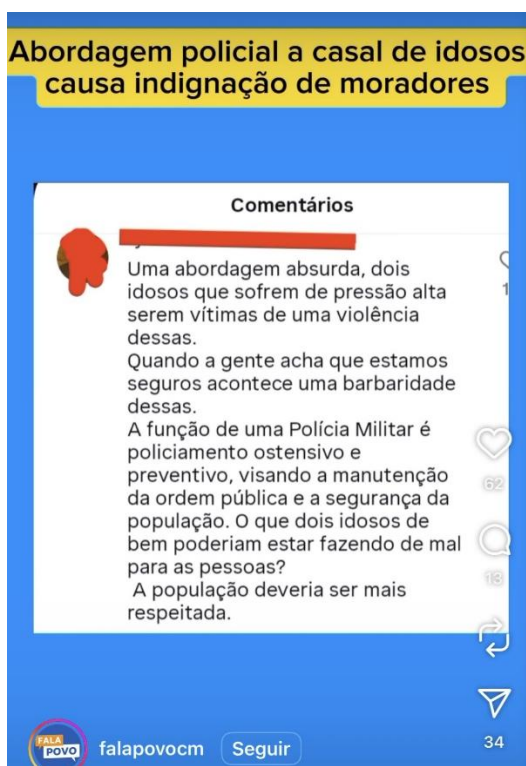 Abordagem policial a casal de idosos
causa indignação de moradores
Comentários
Uma abordagem absurda, dois
idosos que sofrem de pressão alta
serem vítimas de uma violência
dessas.
Quando a gente acha que estamos
seguros acontece uma barbaridade
dessas.
A função de uma Polícia Militar é
policiamento ostensivo e
preventivo, visando a manutenção
da ordem pública e a segurança da
população. O que dois idosos de
bem poderiam estar fazendo de mal
para as pessoas?
A população deveria ser mais
respeitada.
1
62
13
34
FALA
POVO
falapovocm Seguir